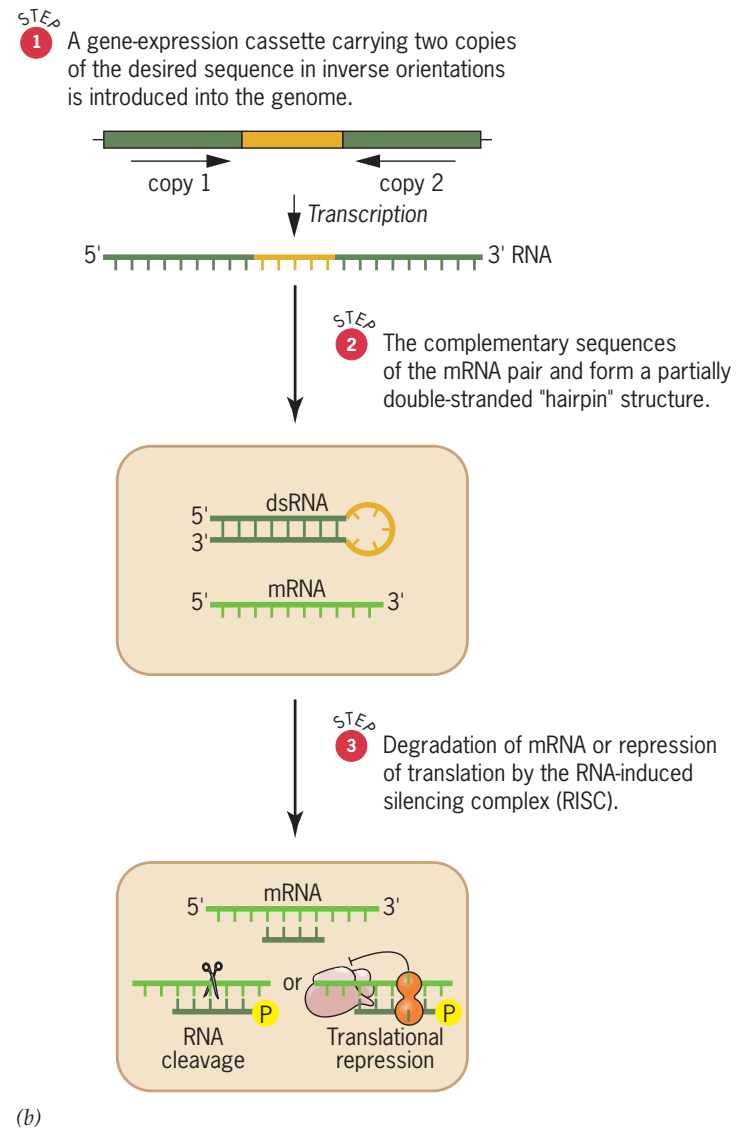 STEP
1 A gene-expression cassette carrying two copies
of the desired sequence in inverse orientations
is introduced into the genome.
copy 1
copy 2
Transcription
5'
3' RNA
STEP
2 The complementary sequences
of the mRNA pair and form a partially
double-stranded "hairpin" structure.
dsRNA
5'
3'
mRNA
5'
3'
STEP
3 Degradation of mRNA or repression
of translation by the RNA-induced
silencing complex (RISC).
mRNA
5'
3'
or
P
P
RNA
cleavage
Translational
repression
(b)